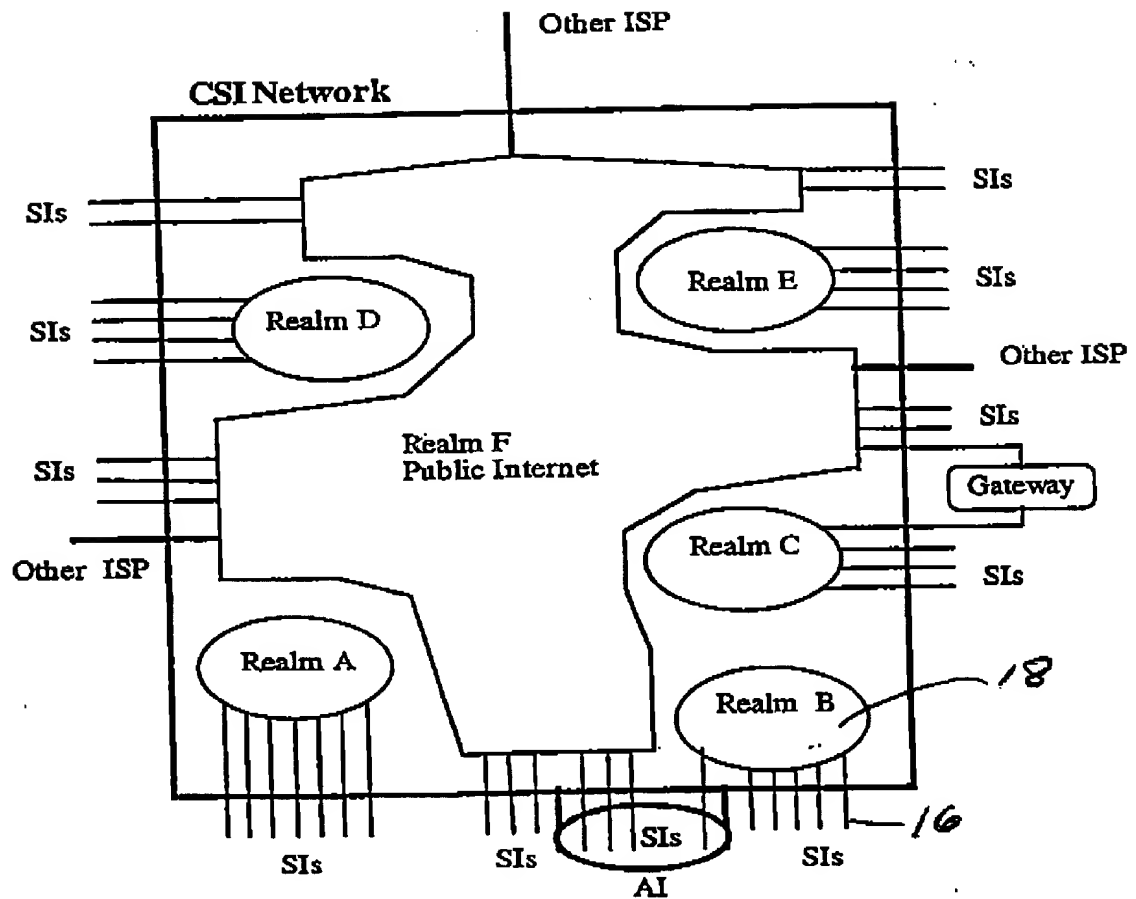 Other ISP
CSI Network
SIs
SIs
Realm E
SIs
Realm D
SIs
Other ISP
SIs
Realm F
Public Internet
SIs
Gateway
Realm C
Other ISP
SIs
Realm A
Realm B
18
16
SIs
SIs
SIs
SIs
AI